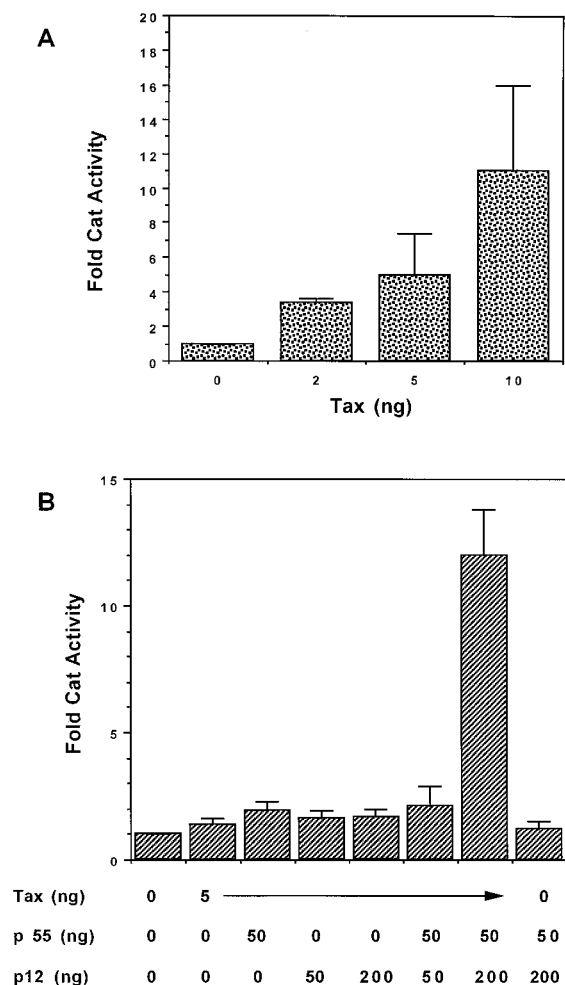 A
20
18
16
14
12
10
8
6
4
2
0
Fold Cat Activity
0 2 5 10
Tax (ng)
B
15
10
5
0
Fold Cat Activity
Tax (ng) 0 5 0
p 55 (ng) 0 0 50 0 0 50 50 50
p12 (ng) 0 0 0 50 200 50 200 200